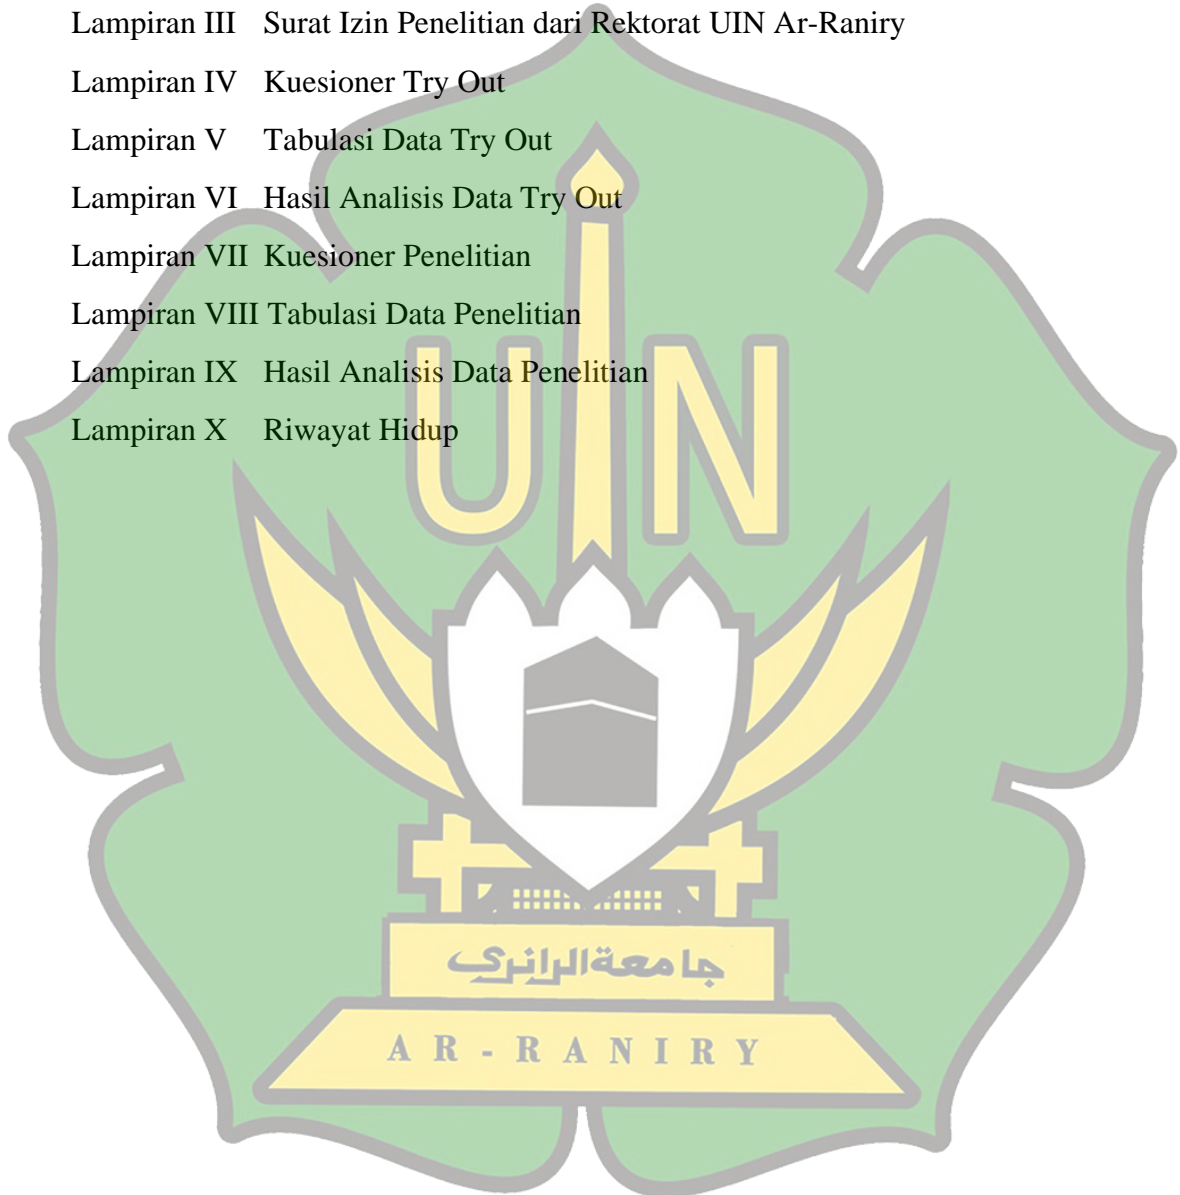 Lampiran III Surat Izin Penelitian dari Rektorat UIN Ar-Raniry
Lampiran IV Kuesioner Try Out
Lampiran V Tabulasi Data Try Out
Lampiran VI Hasil Analisis Data Try Out
Lampiran VII Kuesioner Penelitian
Lampiran VIII Tabulasi Data Penelitian
Lampiran IX Hasil Analisis Data Penelitian
Lampiran X Riwayat Hidup
UIN
جامعة الرانري
AR-RANIRY